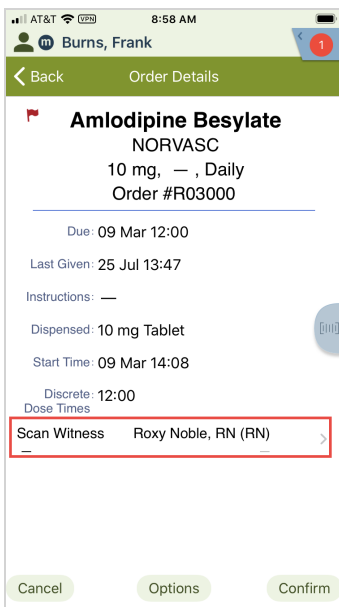 AT&T VPN 8:58 AM
m Burns, Frank 1
Back Order Details
Amlodipine Besylate
NORVASC
10 mg, — , Daily
Order #R03000
Due: 09 Mar 12:00
Last Given: 25 Jul 13:47
Instructions: —
Dispensed: 10 mg Tablet
Start Time: 09 Mar 14:08
Discrete: 12:00
Dose Times
Scan Witness Roxy Noble, RN (RN)
— —
Cancel Options Confirm